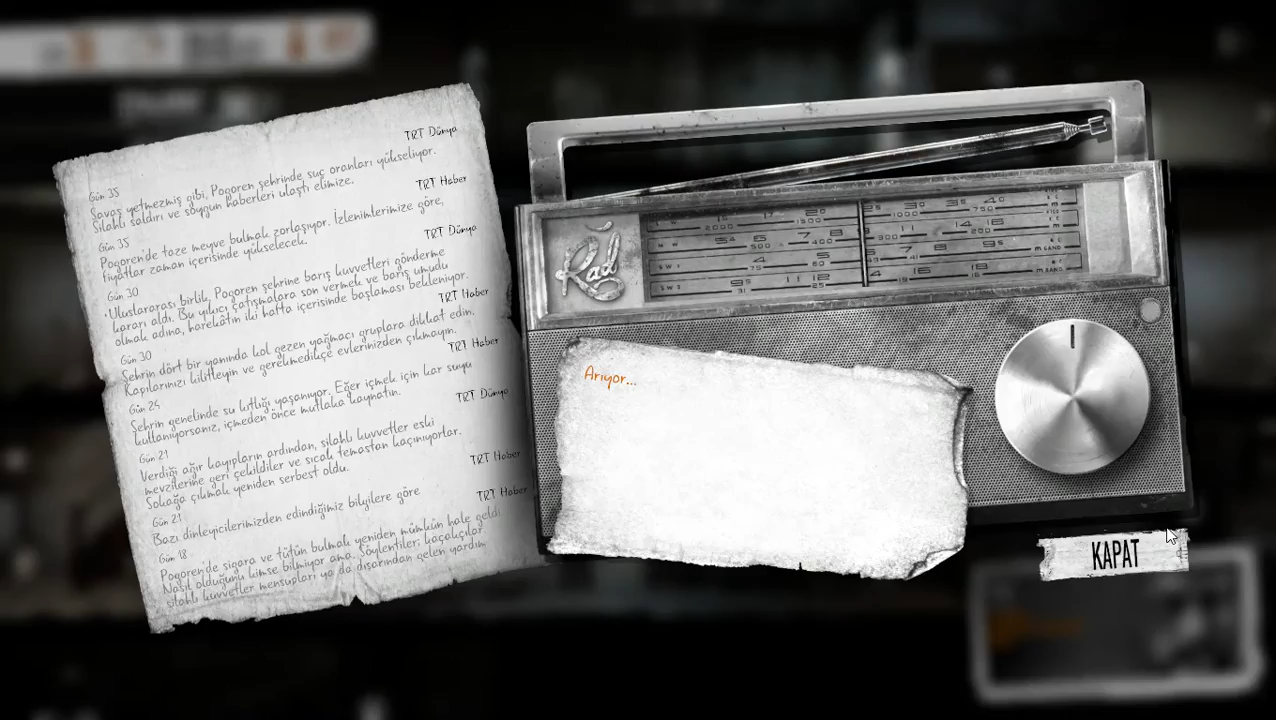 TRT Dünya
Gün 35
Savaş yetmezmiş gibi, Pogoren şehrinde suç oranları yükseliyor.
Silahlı saldırı ve soygun haberleri ulaştı elimize.
TRT Haber
Gün 35
Pogoren'de taze meyve bulmak zorlaşıyor. İzlenimlerimize göre,
fiyatlar zaman içerisinde yükselecek.
TRT Dünya
Gün 30
Uluslararası birlik, Pogoren şehrine barış kuvvetleri gönderme
kararı aldı. Bu yılıcı çatışmalara son vermek ve barış umudu
olmak adına, harekâtın iki hafta içerisinde başlaması bekleniyor.
TRT Haber
Gün 30
Şehrin dört bir yanında kol gezen yağmacı gruplara dikkat edin.
Kapılarınızı kilitleyin ve gerekmedikçe evlerinizden çıkmayın.
TRT Haber
Gün 24
Şehrin genelinde su kıtlığı yaşanıyor. Eğer içmek için kar suyu
kullanıyorsanız, içmeden önce mutlaka kaynatın.
TRT Dünya
Gün 21
Verdiği ağır kayıpların ardından, silahlı kuvvetler eski
mevzilerine geri çekildiler ve sıcak temastan kaçınıyorlar.
Sokağa çıkmak yeniden serbest oldu.
TRT Haber
Gün 21
Bazı dinleyicilerimizden edindiğimiz bilgilere göre
TRT Haber
Gün 18
Pogoren'de sigara ve tütün bulmak yeniden mümkün hale geldi
Nasıl olduğunu kimse bilmiyor ama. Söylentiler; kaçakçılar
silahlı kuvvetler mensupları ya da dışarıdan gelen yardım
Rad
Arıyor...
KAPAT